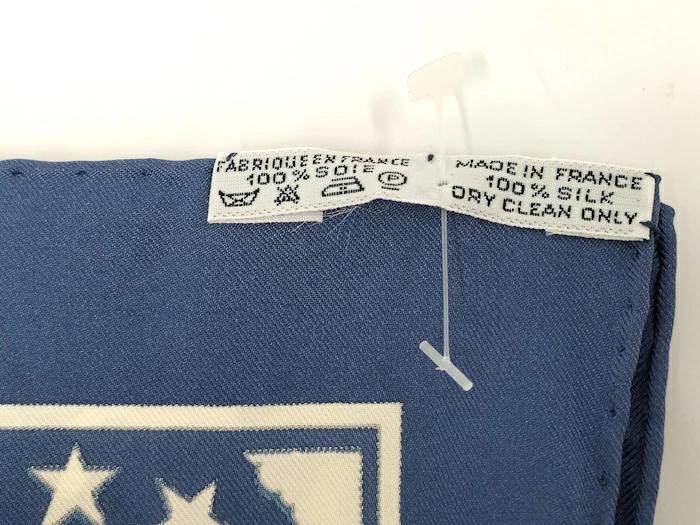 FABRIQUE EN FRANCE
100% SOIE
P
MADE IN FRANCE
100% SILK
DRY CLEAN ONLY